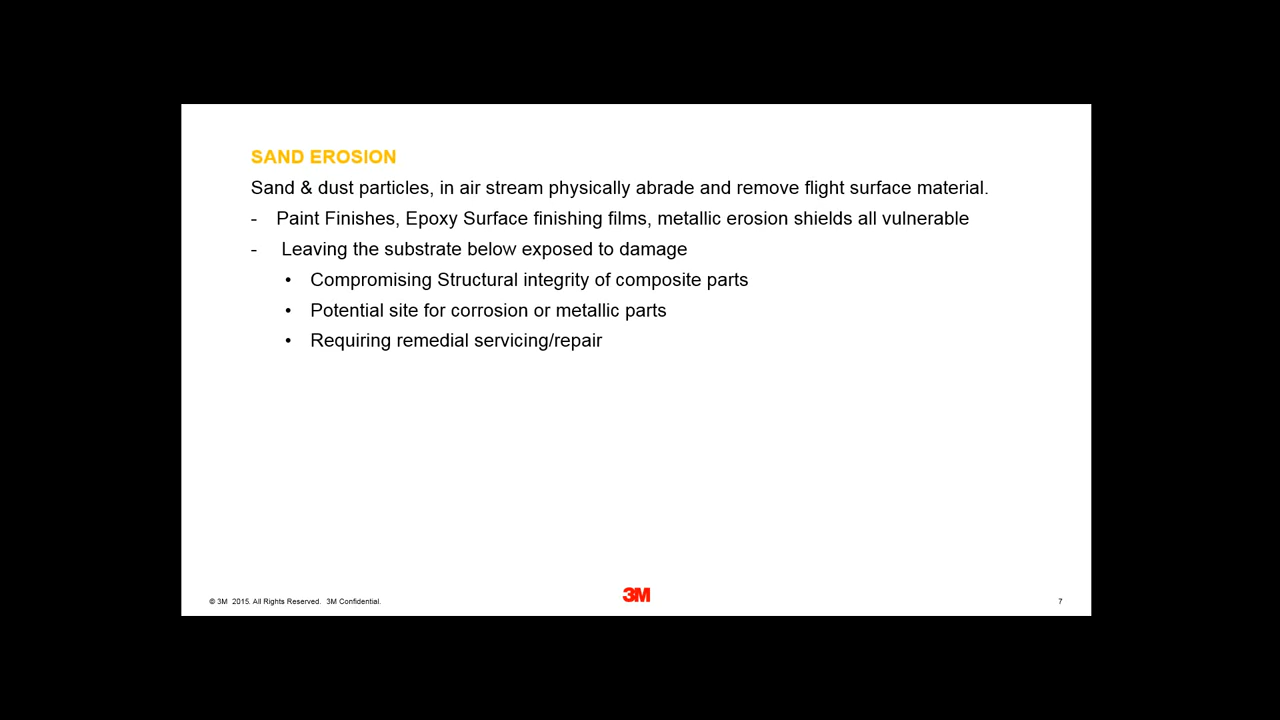 SAND EROSION
Sand & dust particles, in air stream physically abrade and remove flight surface material.
- Paint Finishes, Epoxy Surface finishing films, metallic erosion shields all vulnerable
- Leaving the substrate below exposed to damage
• Compromising Structural integrity of composite parts
• Potential site for corrosion or metallic parts
• Requiring remedial servicing/repair
© 3M 2015. All Rights Reserved. 3M Confidential.
3M
7